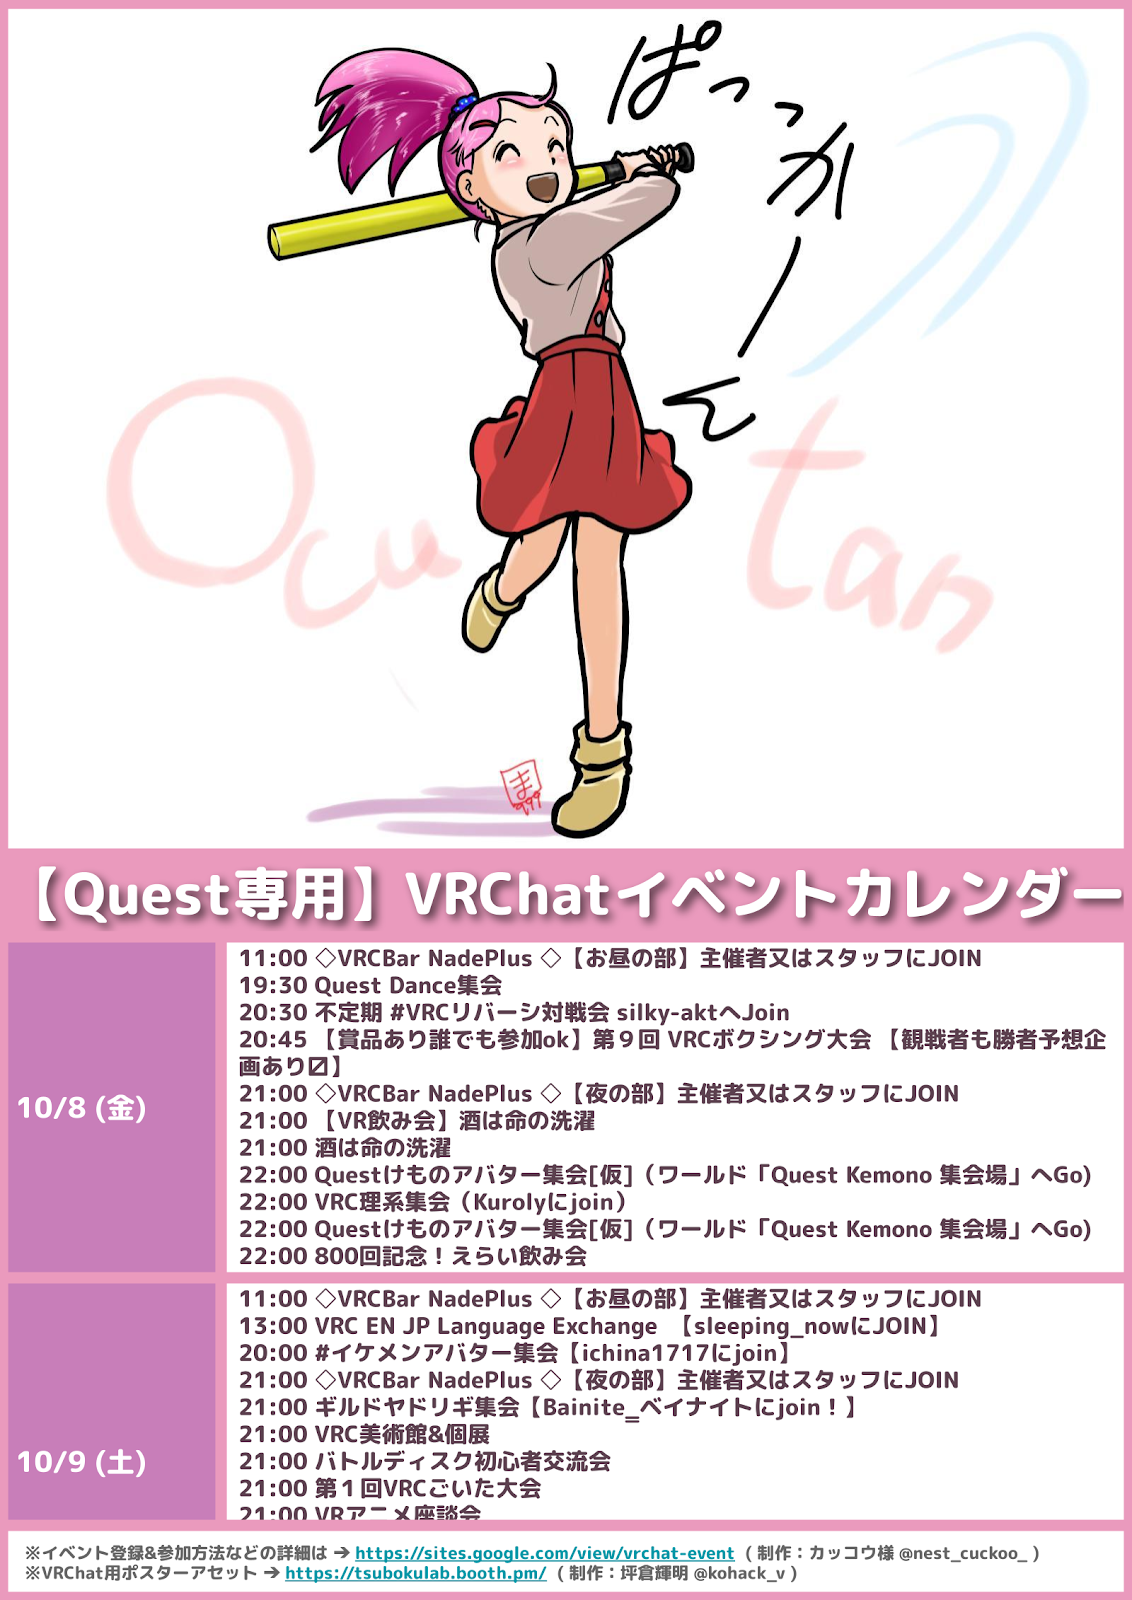 ぱっっかーん
Ocu tan
ま
999
【Quest専用】VRChatイベントカレンダー
10/8 (金)
11:00 ◇VRCBar NadePlus ◇【お昼の部】主催者又はスタッフにJOIN
19:30 Quest Dance集会
20:30 不定期 #VRCリバーシ対戦会 silky-aktへJoin
20:45 【賞品あり誰でも参加ok】第９回 VRCボクシング大会 【観戦者も勝者予想企
画あり〼】
21:00 ◇VRCBar NadePlus ◇【夜の部】主催者又はスタッフにJOIN
21:00 【VR飲み会】酒は命の洗濯
21:00 酒は命の洗濯
22:00 Questけものアバター集会[仮]（ワールド「Quest Kemono 集会場」へGo)
22:00 VRC理系集会（Kurolyにjoin）
22:00 Questけものアバター集会[仮]（ワールド「Quest Kemono 集会場」へGo)
22:00 800回記念！えらい飲み会
10/9 (土)
11:00 ◇VRCBar NadePlus ◇【お昼の部】主催者又はスタッフにJOIN
13:00 VRC EN JP Language Exchange 【sleeping_nowにJOIN】
20:00 #イケメンアバター集会【ichina1717にjoin】
21:00 ◇VRCBar NadePlus ◇【夜の部】主催者又はスタッフにJOIN
21:00 ギルドヤドリギ集会【Bainite‗ベイナイトにjoin！】
21:00 VRC美術館&個展
21:00 バトルディスク初心者交流会
21:00 第１回VRCごいた大会
21:00 VRアニメ座談会
※イベント登録&参加方法などの詳細は → https://sites.google.com/view/vrchat-event （ 制作：カッコウ様 @nest_cuckoo_ ）
※VRChat用ポスターアセット → https://tsubokulab.booth.pm/ （ 制作：坪倉輝明 @kohack_v ）